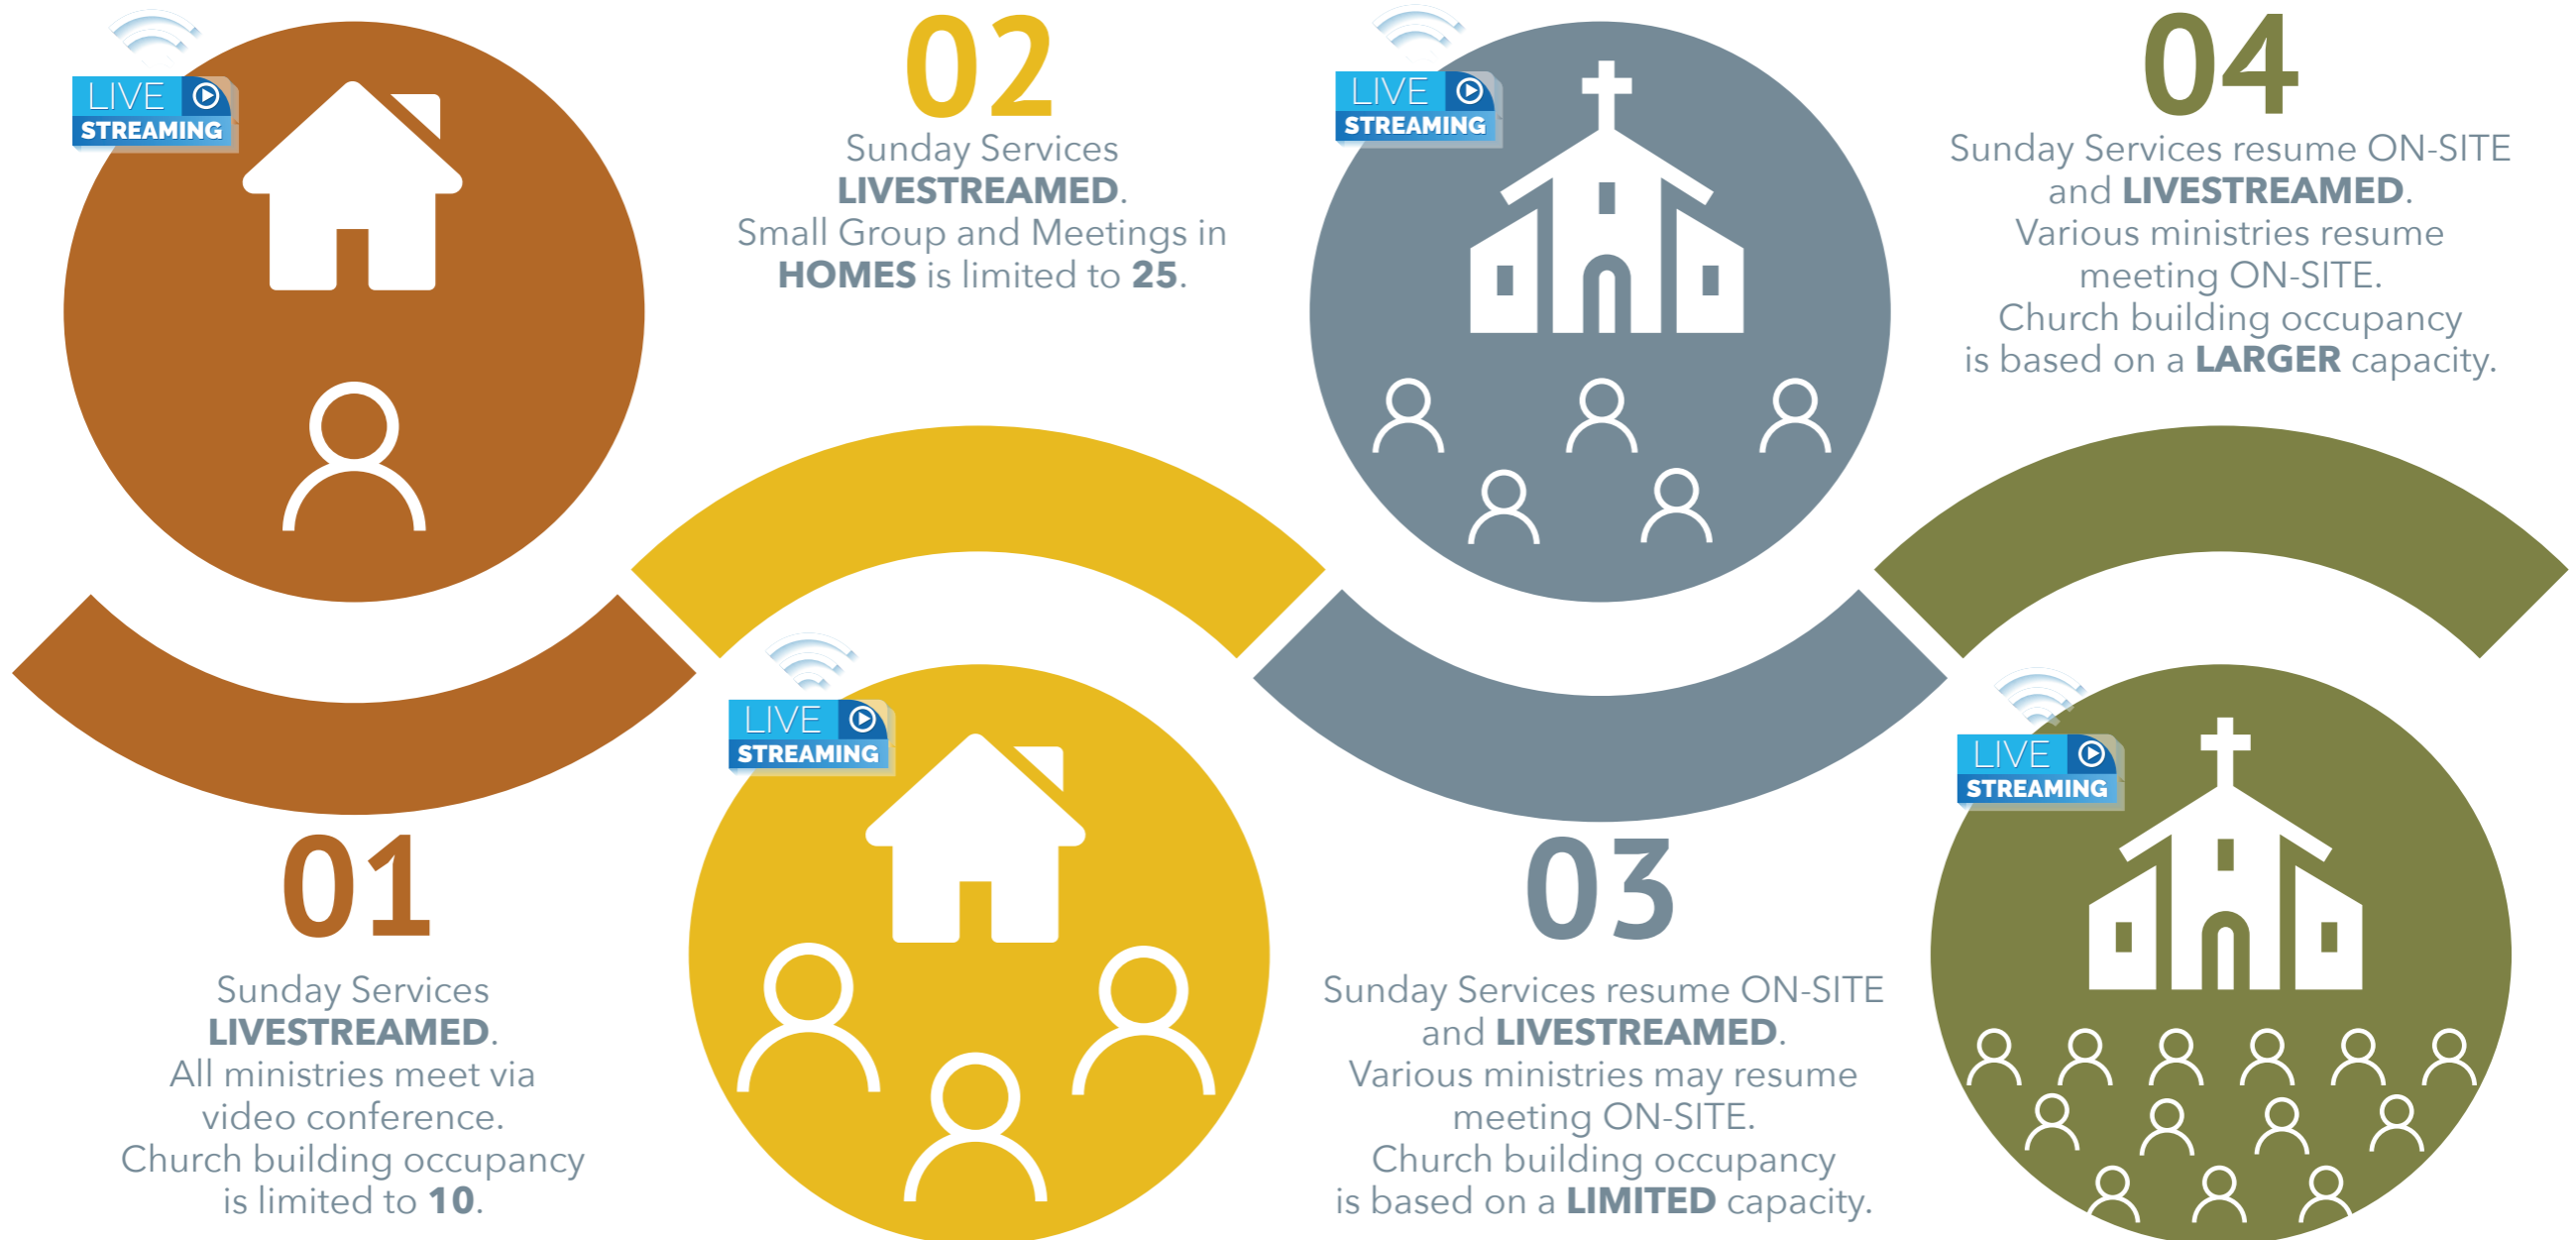 LIVE
STREAMING
01
Sunday Services
LIVESTREAMED.
All ministries meet via
video conference.
Church building occupancy
is limited to 10.
02
Sunday Services
LIVESTREAMED.
Small Group and Meetings in
HOMES is limited to 25.
LIVE
STREAMING
LIVE
STREAMING
03
Sunday Services resume ON-SITE
and LIVESTREAMED.
Various ministries may resume
meeting ON-SITE.
Church building occupancy
is based on a LIMITED capacity.
04
Sunday Services resume ON-SITE
and LIVESTREAMED.
Various ministries resume
meeting ON-SITE.
Church building occupancy
is based on a LARGER capacity.
LIVE
STREAMING